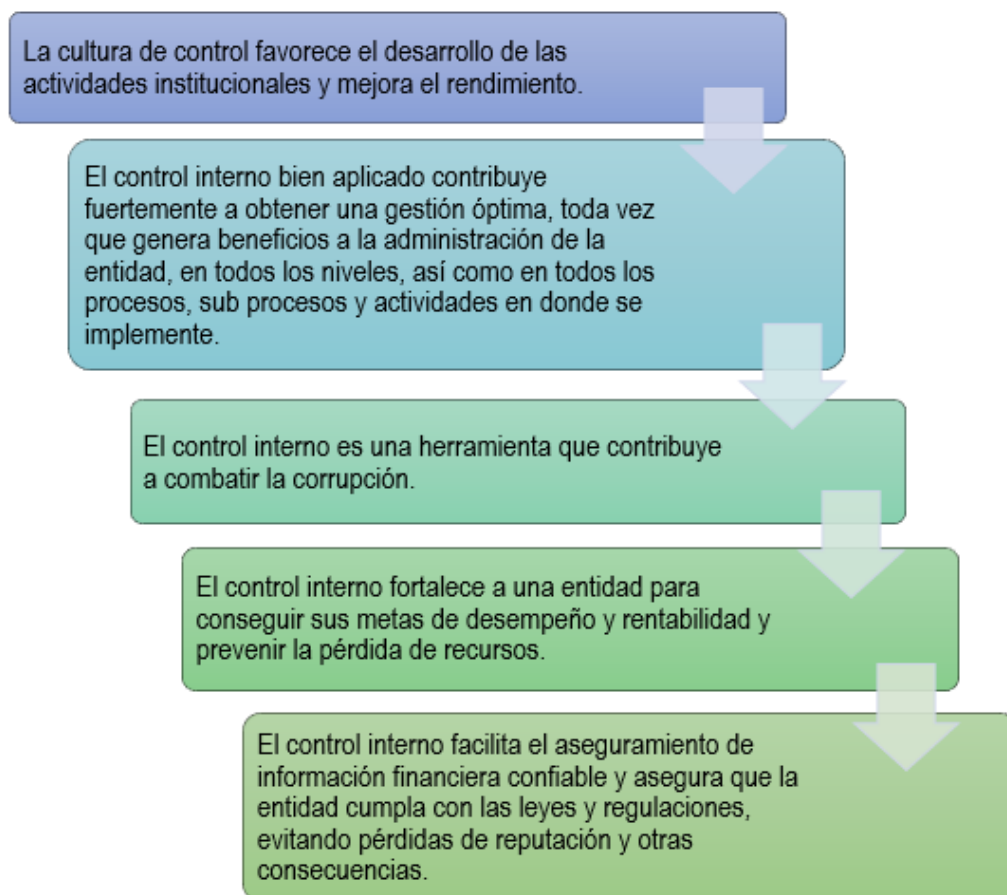 La cultura de control favorece el desarrollo de las
actividades institucionales y mejora el rendimiento.
El control interno bien aplicado contribuye
fuertemente a obtener una gestión óptima, toda vez
que genera beneficios a la administración de la
entidad, en todos los niveles, así como en todos los
procesos, sub procesos y actividades en donde se
implemente.
El control interno es una herramienta que contribuye
a combatir la corrupción.
El control interno fortalece a una entidad para
conseguir sus metas de desempeño y rentabilidad y
prevenir la pérdida de recursos.
El control interno facilita el aseguramiento de
información financiera confiable y asegura que la
entidad cumpla con las leyes y regulaciones,
evitando pérdidas de reputación y otras
consecuencias.